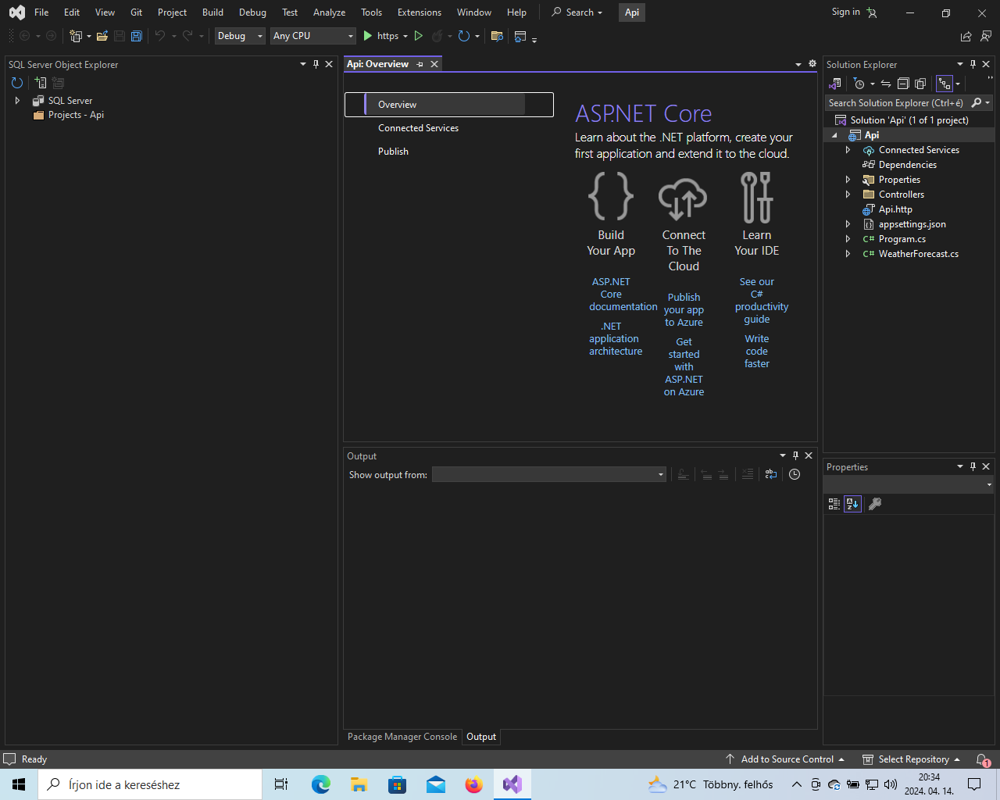 File Edit View Git Project Build Debug Test Analyze Tools Extensions Window Help Search Api Sign in
Debug Any CPU https
SQL Server Object Explorer
SQL Server
Projects - Api
Api: Overview
Overview
Connected Services
Publish
ASP.NET Core
Learn about the .NET platform, create your
first application and extend it to the cloud.
Build
Your App
ASP.NET
Core
documentation
.NET
application
architecture
Connect
To The
Cloud
Publish
your app
to Azure
Get
started
with
ASP.NET
on Azure
Learn
Your IDE
See our
C#
productivity
guide
Write
code
faster
Output
Show output from:
Package Manager Console Output
Solution Explorer
Search Solution Explorer (Ctrl+é)
Solution 'Api' (1 of 1 project)
Api
Connected Services
Dependencies
Properties
Controllers
Api.http
appsettings.json
C# Program.cs
C# WeatherForecast.cs
Properties
Ready Add to Source Control Select Repository 1
Írjon ide a kereséshez 21°C Többny. felhős 20:34
2024. 04. 14.